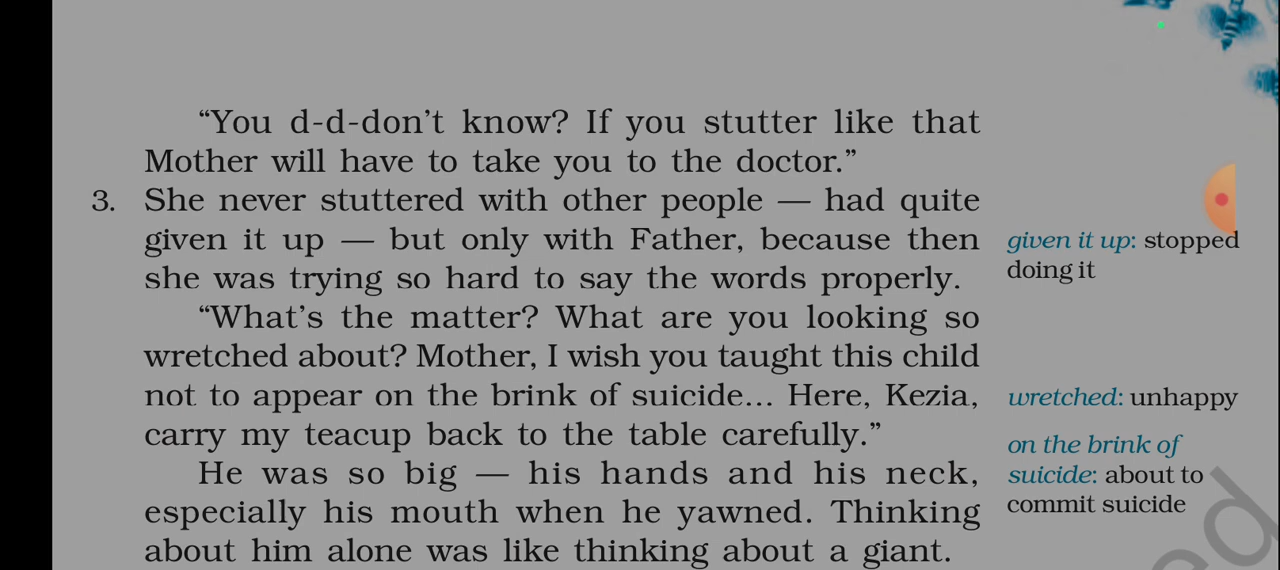 “You d-d-don’t know? If you stutter like that
Mother will have to take you to the doctor.”
3. She never stuttered with other people — had quite
given it up — but only with Father, because then
she was trying so hard to say the words properly.
“What’s the matter? What are you looking so
wretched about? Mother, I wish you taught this child
not to appear on the brink of suicide... Here, Kezia,
carry my teacup back to the table carefully.”
He was so big — his hands and his neck,
especially his mouth when he yawned. Thinking
about him alone was like thinking about a giant.
given it up: stopped
doing it
wretched: unhappy
on the brink of
suicide: about to
commit suicide